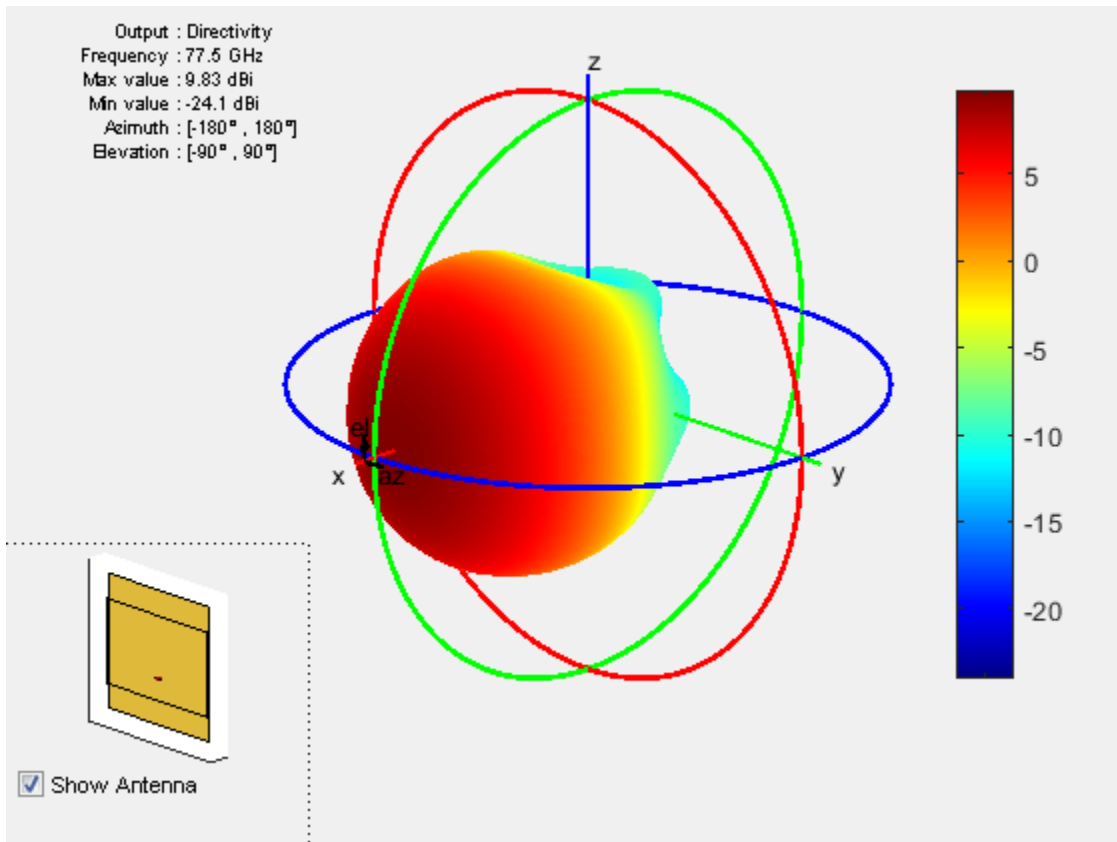 Output : Directivity
Frequency : 77.5 GHz
Max value : 9.83 dBi
Min value : -24.1 dBi
Azimuth : [-180° , 180°]
Elevation : [-90° , 90°]
z
5
0
-5
-10
-15
-20
el
x
az
y
Show Antenna